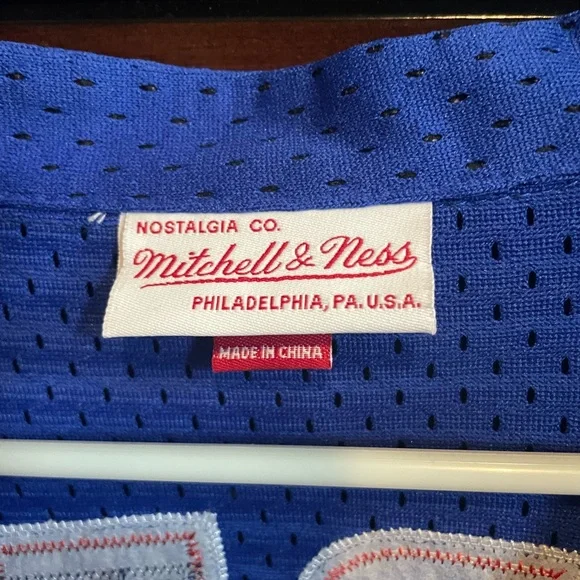 NOSTALGIA CO.
Mitchell & Ness
PHILADELPHIA, PA. U.S.A.
MADE IN CHINA